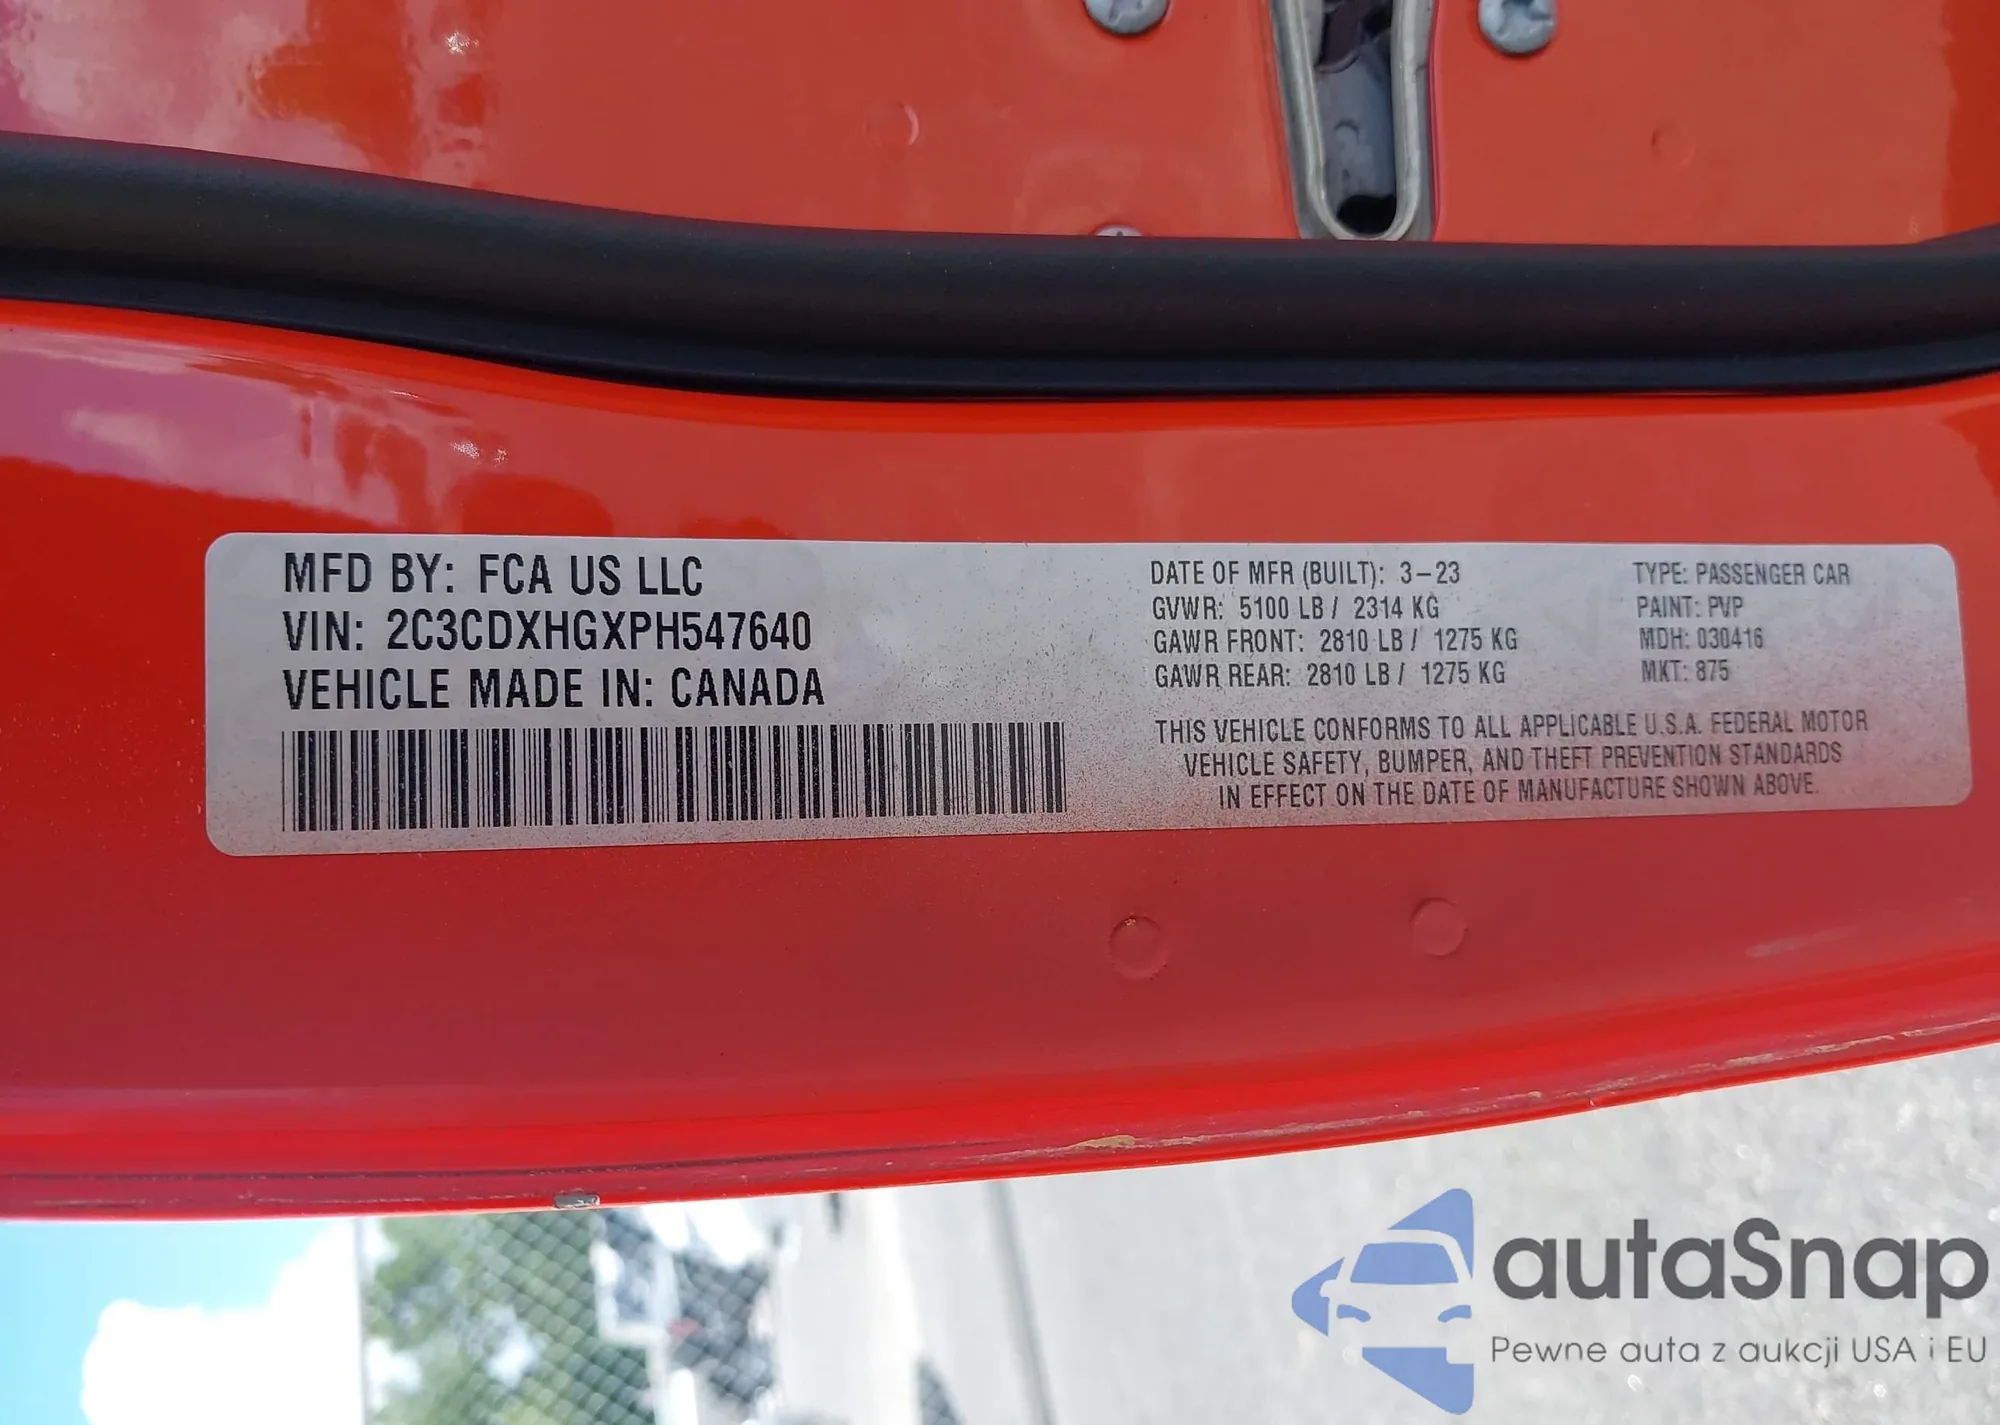 MFD BY: FCA US LLC
VIN: 2C3CDXHGXPH547640
VEHICLE MADE IN: CANADA
DATE OF MFR (BUILT): 3-23
GVWR: 5100 LB / 2314 KG
GAWR FRONT: 2810 LB / 1275 KG
GAWR REAR: 2810 LB / 1275 KG
TYPE: PASSENGER CAR
PAINT: PVP
MDH: 030416
MKT: 875
THIS VEHICLE CONFORMS TO ALL APPLICABLE U.S.A. FEDERAL MOTOR
VEHICLE SAFETY, BUMPER, AND THEFT PREVENTION STANDARDS
IN EFFECT ON THE DATE OF MANUFACTURE SHOWN ABOVE.
autaSnap
Pewne auta z aukcji USA i EU